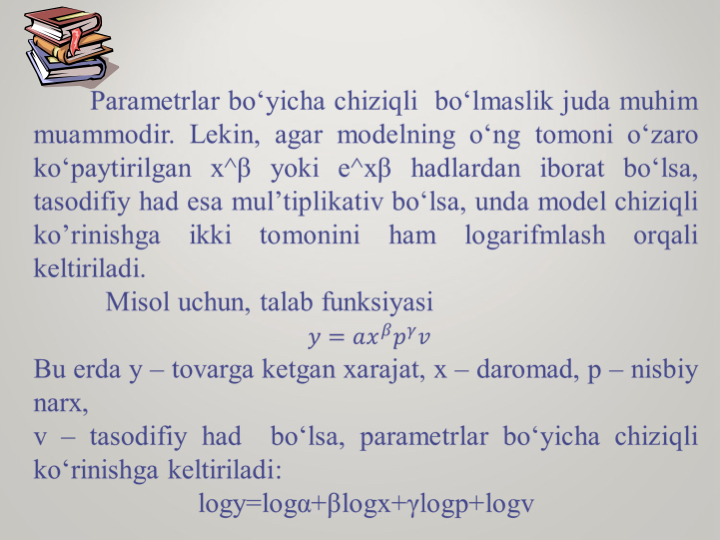 Parametrlar bo‘yicha chiziqli bo‘lmaslik juda muhim
muammodir. Lekin, agar modelning o‘ng tomoni o‘zaro
ko‘paytirilgan x^β yoki e^xβ hadlardan iborat bo‘lsa,
tasodifiy had esa mul’tiplikativ bo‘lsa, unda model chiziqli
ko’rinishga ikki tomonini ham logarifmlash orqali
keltiriladi.
Misol uchun, talab funksiyasi
𝑦 = 𝑎𝑥^𝛽𝑝^𝛾𝑣
Bu erda y – tovarga ketgan xarajat, x – daromad, p – nisbiy
narx,
v – tasodifiy had bo‘lsa, parametrlar bo‘yicha chiziqli
ko‘rinishga keltiriladi:
logy=logα+βlogx+γlogp+logv